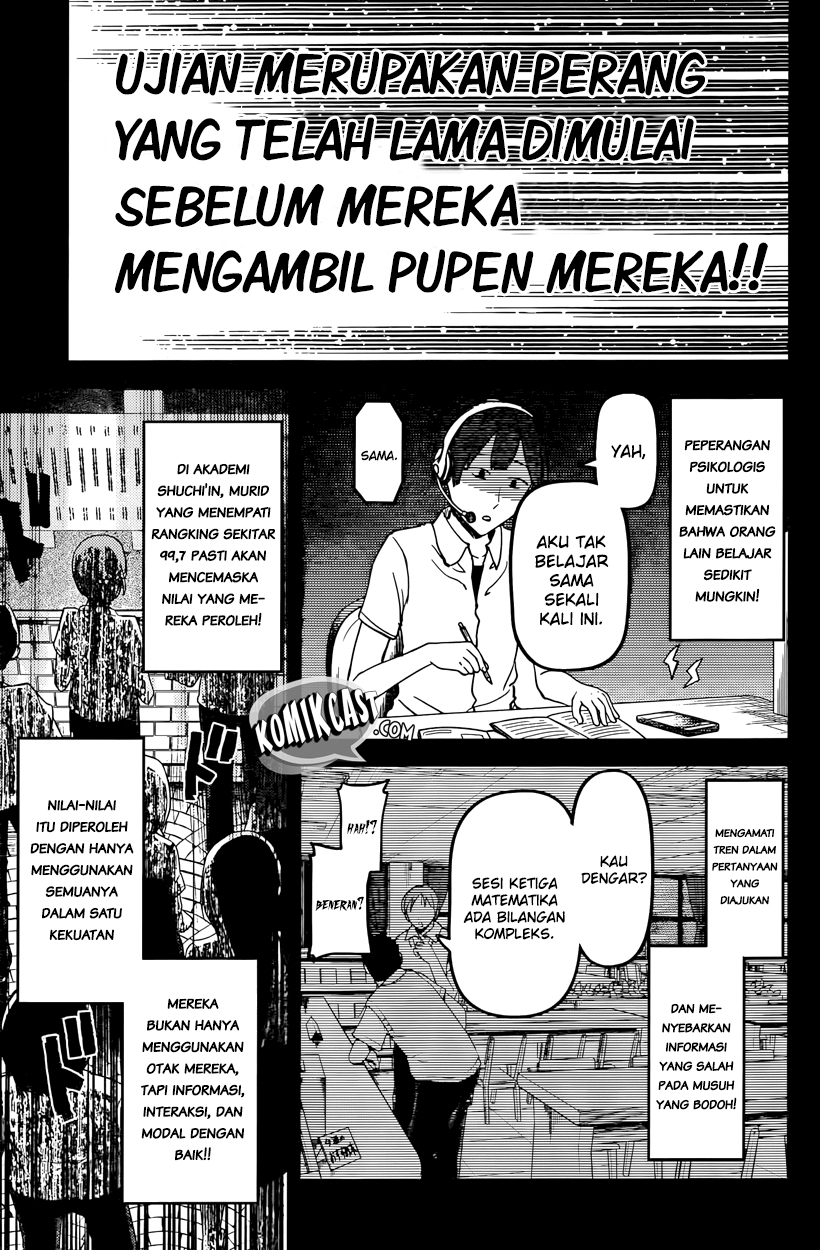 UJIAN MERUPAKAN PERANG
YANG TELAH LAMA DIMULAI
SEBELUM MEREKA
MENGAMBIL PUPEN MEREKA!!
PEPERANGAN
PSIKOLOGIS
UNTUK
MEMASTIKAN
BAHWA ORANG
LAIN BELAJAR
SEDIKIT
MUNGKIN!
YAH,
AKU TAK
BELAJAR
SAMA
SEKALI
KALI INI.
SAMA.
MENGAMATI
TREN DALAM
PERTANYAAN
YANG
DIAJUKAN
DAN ME-
NYEBARKAN
INFORMASI
YANG SALAH
PADA MUSUH
YANG BODOH!
KAU
DENGAR?
SESI KETIGA
MATEMATIKA
ADA BILANGAN
KOMPLEKS.
HAH!?
BENERAN?
DI AKADEMI
SHUCHI'IN, MURID
YANG MENEMPATI
RANGKING SEKITAR
99,7 PASTI AKAN
MENCEMASKA
NILAI YANG ME-
REKA PEROLEH!
ド
NILAI-NILAI
ITU DIPEROLEH
DENGAN HANYA
MENGGUNAKAN
SEMUANYA
DALAM SATU
KEKUATAN
MEREKA
BUKAN HANYA
MENGGUNAKAN
OTAK MEREKA,
TAPI INFORMASI,
INTERAKSI, DAN
MODAL DENGAN
BAIK!!
ド
KOMIKCAST
.COM